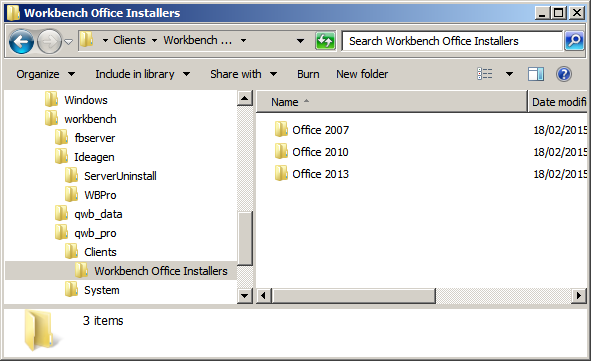 Workbench Office Installers
Clients Workbench ... Search Workbench Office Installers
Organize Include in library Share with Burn New folder
Windows
workbench
fbserver
Ideagen
ServerUninstall
WBPro
qwb_data
qwb_pro
Clients
Workbench Office Installers
System
Name Date modifi
Office 2007 18/02/2015
Office 2010 18/02/2015
Office 2013 18/02/2015
3 items